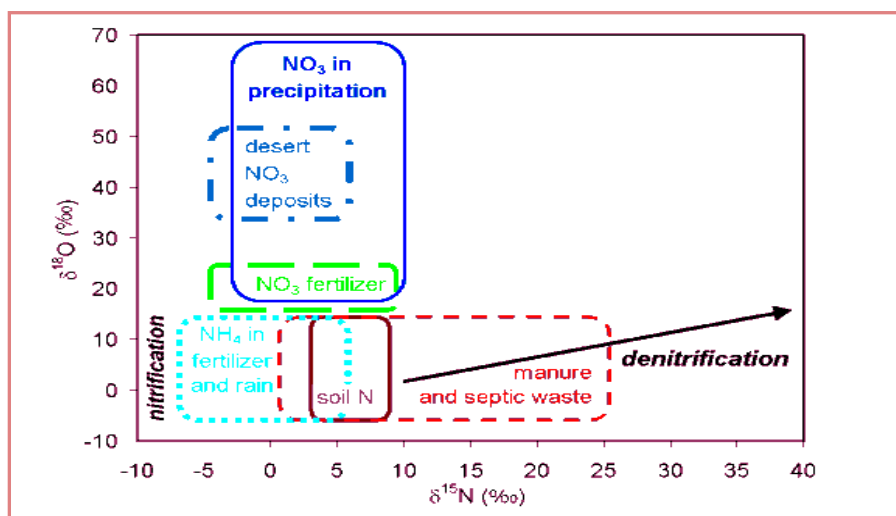 70
60
50
40
30
20
10
0
-10
δ18O (‰)
NO3 in
precipitation
desert
NO3
deposits
NO3 fertilizer
nitrification
NH4 in
fertilizer
and rain
soil N
manure
and septic waste
denitrification
-10 -5 0 5 10 15 20 25 30 35 40
δ15N (‰)